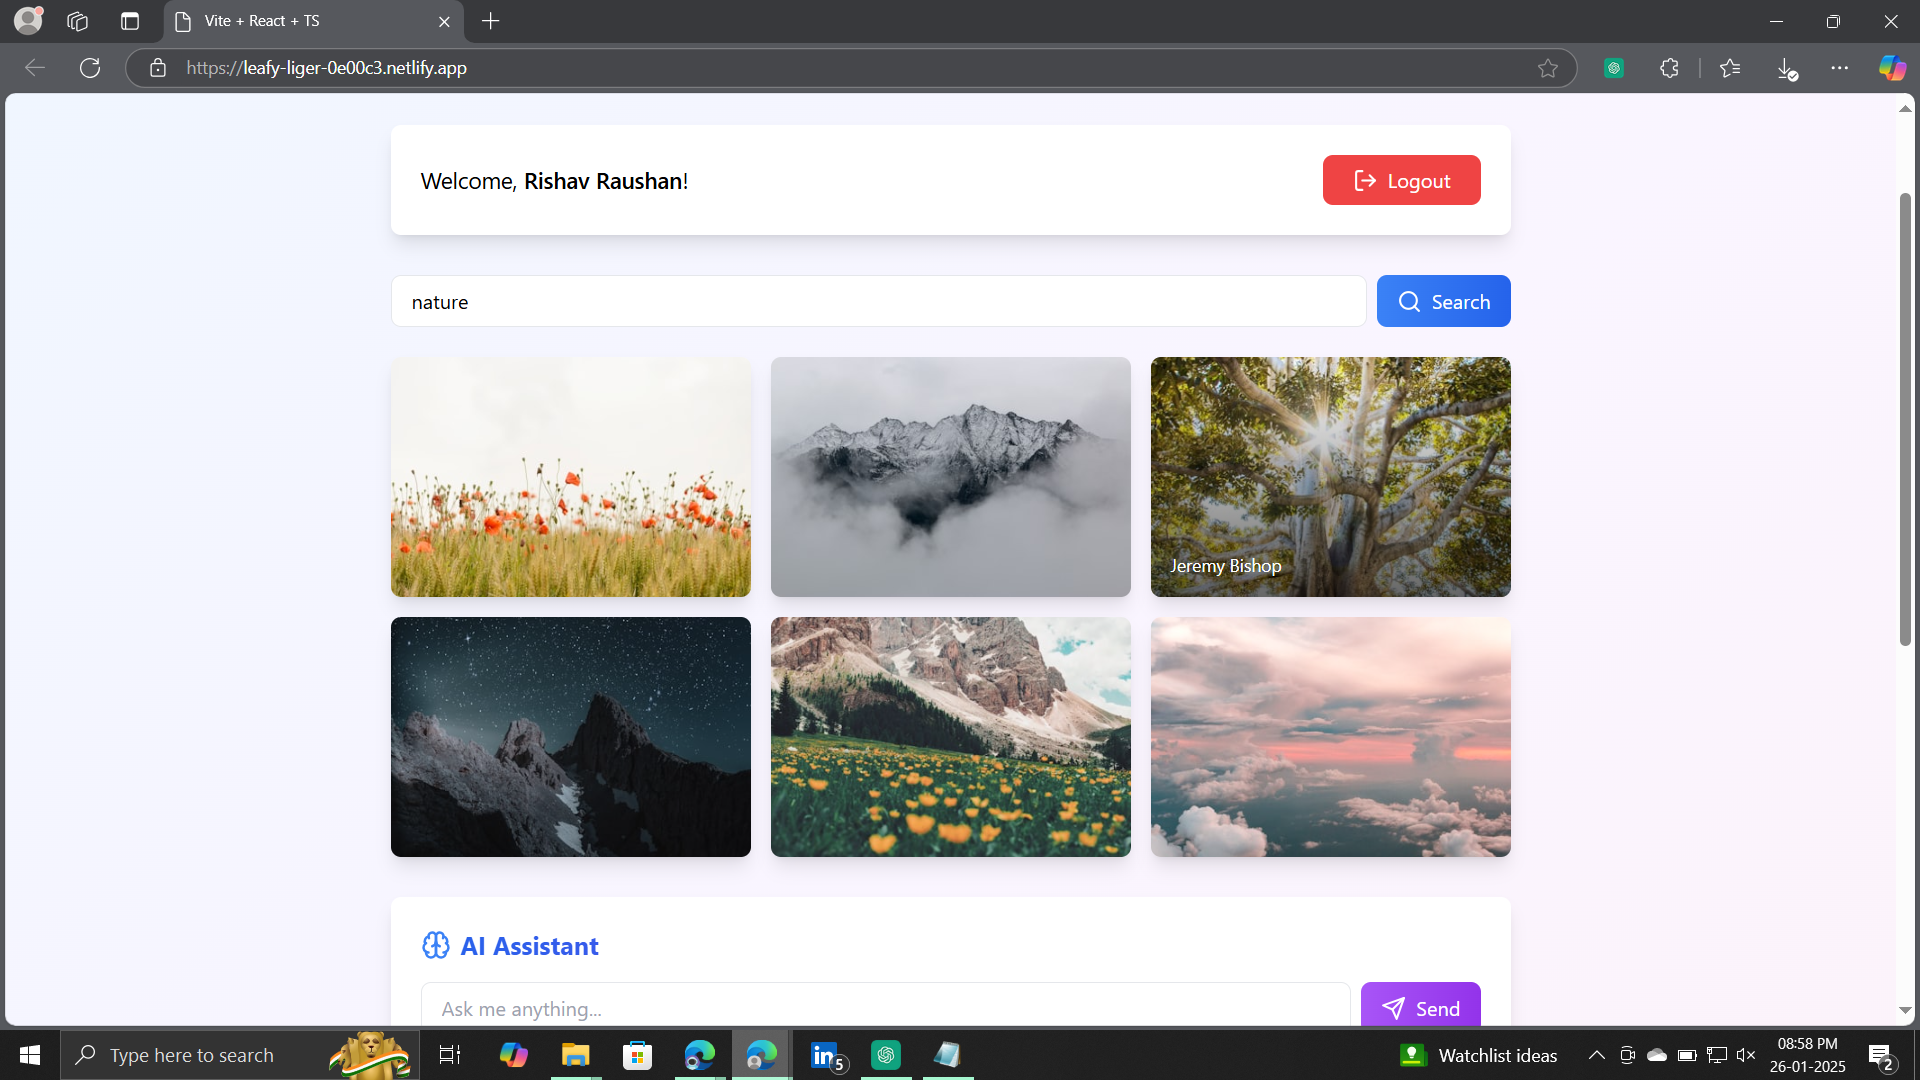 Vite + React + TS
https://leafy-liger-0e00c3.netlify.app
Welcome, Rishav Raushan!
Logout
nature
Search
Jeremy Bishop
AI Assistant
Ask me anything...
Send
Type here to search
in
5
Watchlist ideas
08:58 PM
26-01-2025
2